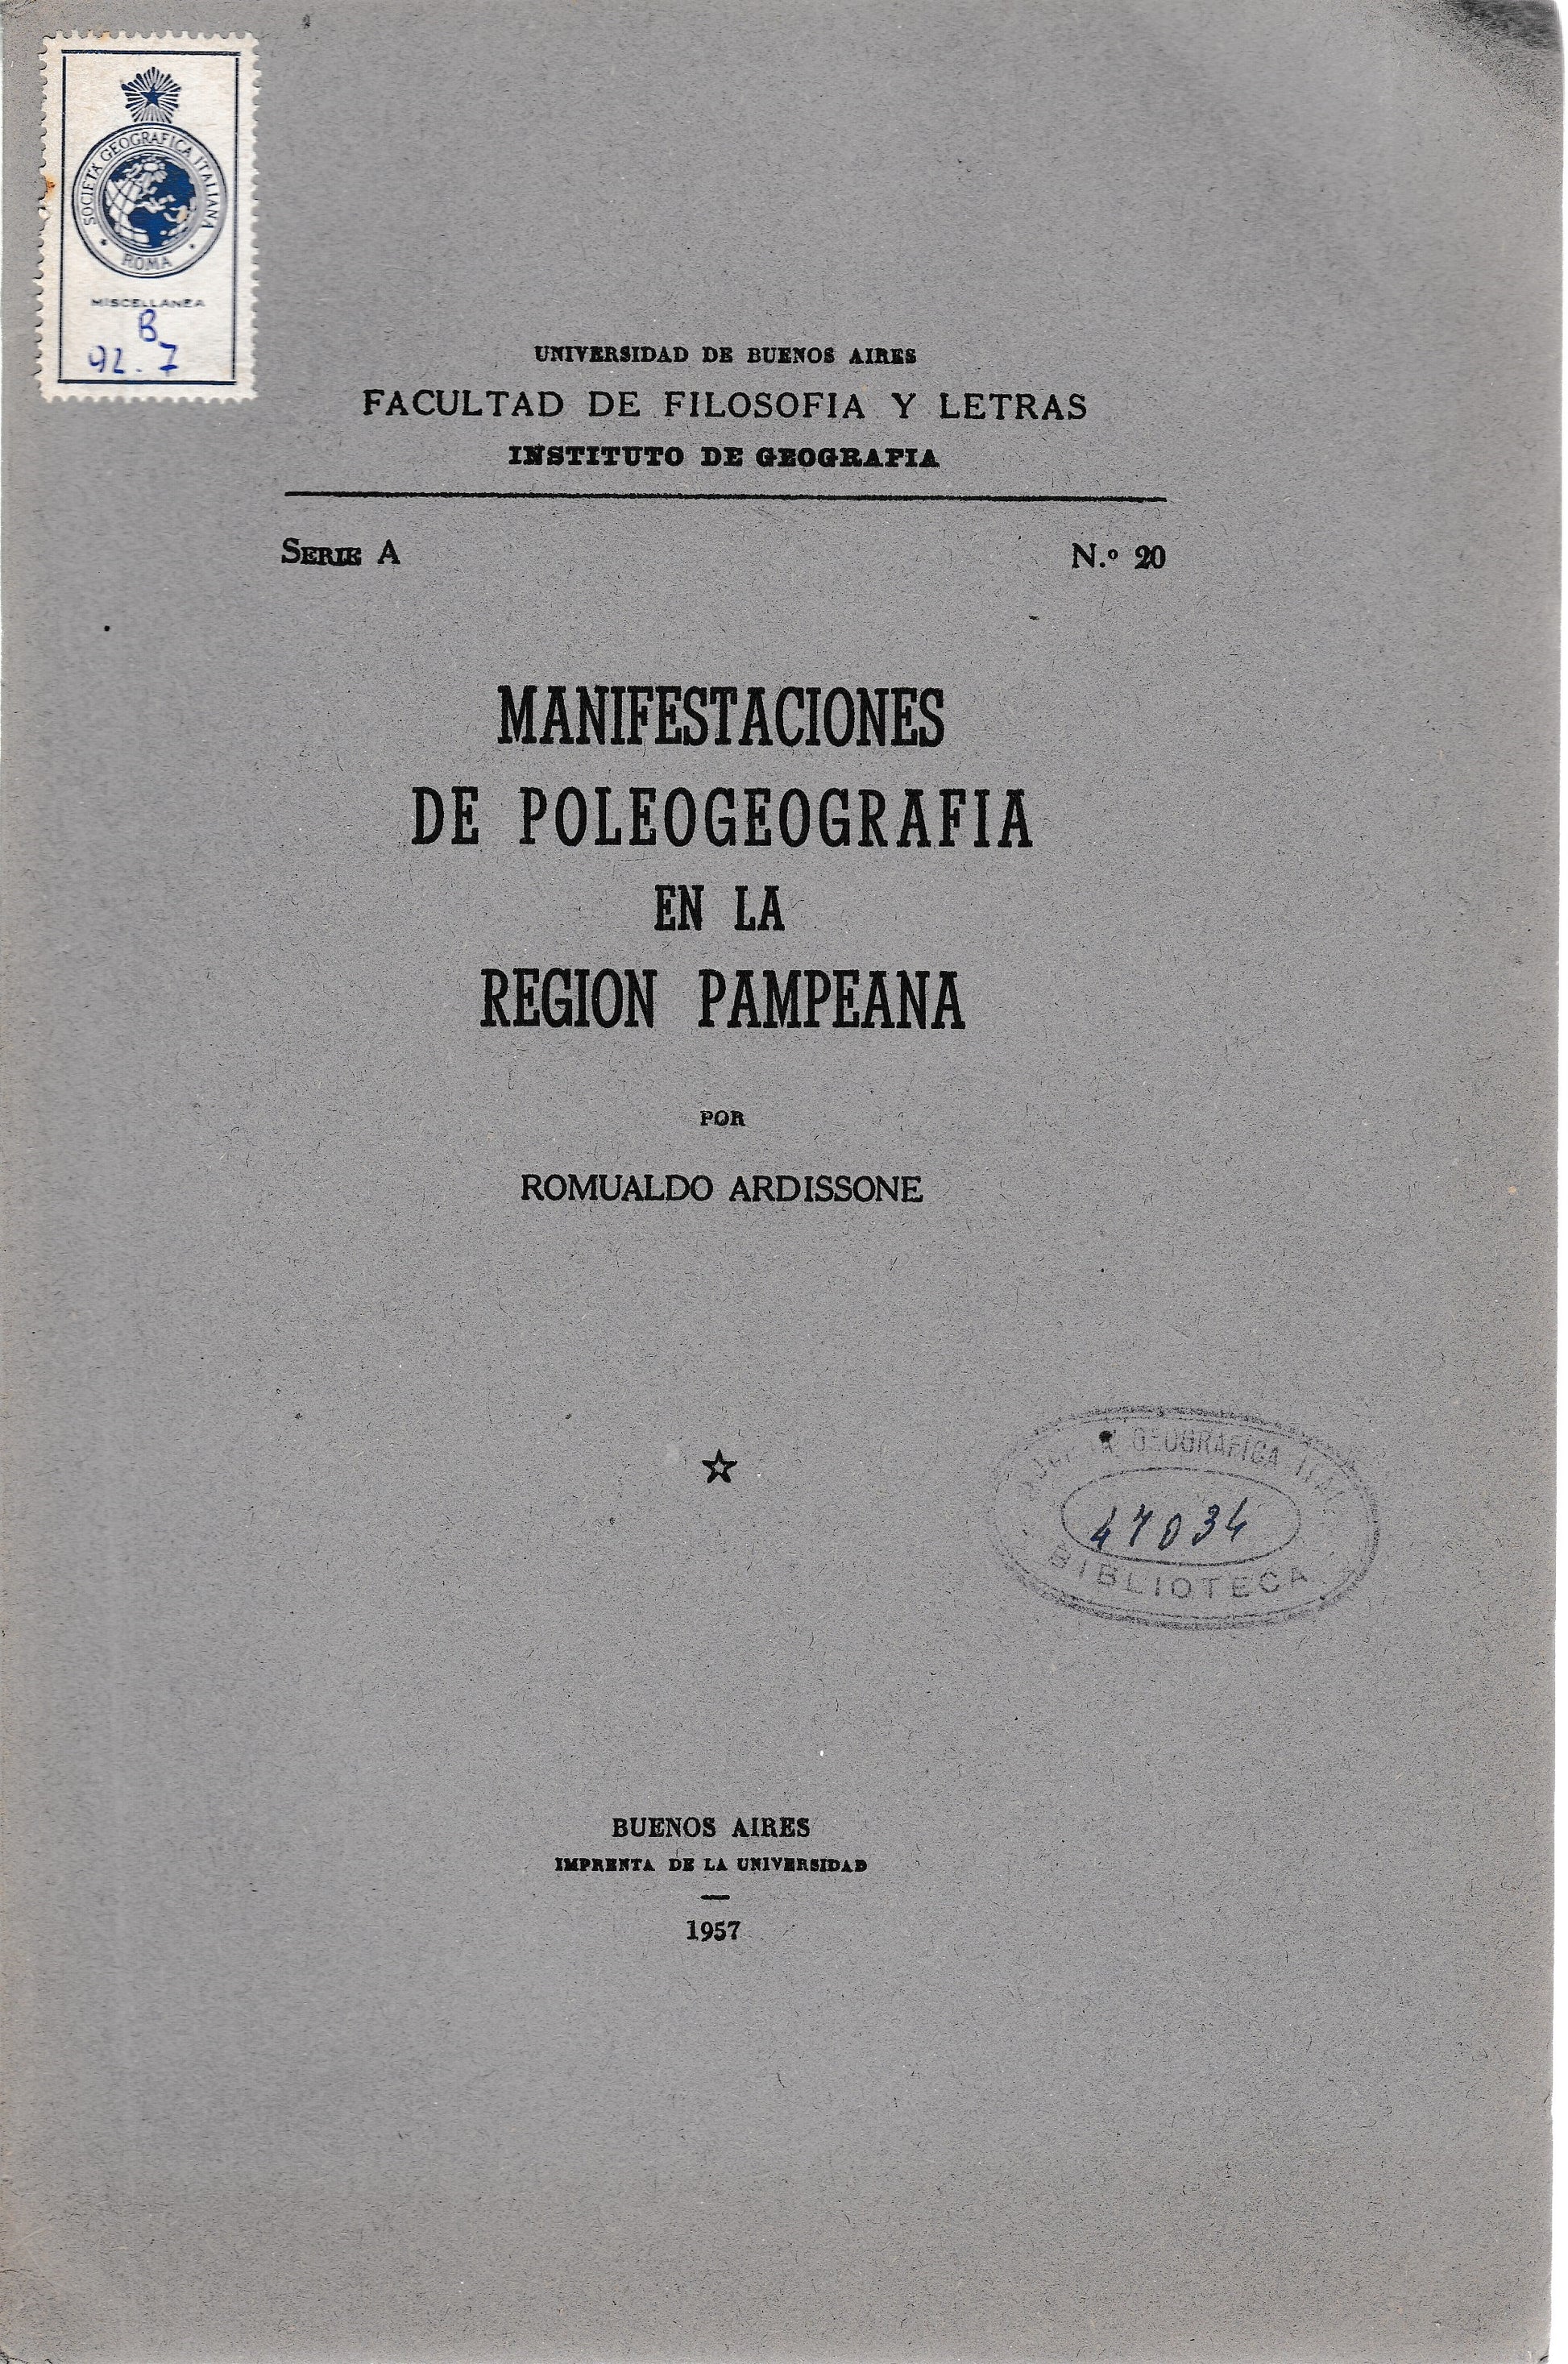 SOCIETÀ GEOGRAFICA ITALIANA
ROMA
MISCELLANEA
B
92.7
UNIVERSIDAD DE BUENOS AIRES
FACULTAD DE FILOSOFIA Y LETRAS
INSTITUTO DE GEOGRAFIA
SERIE A
N.º 20
MANIFESTACIONES
DE POLEOGEOGRAFIA
EN LA
REGION PAMPEANA
POR
ROMUALDO ARDISSONE
GEOGRAFICA
47034
BIBLIOTECA
BUENOS AIRES
IMPRENTA DE LA UNIVERSIDAD
1957